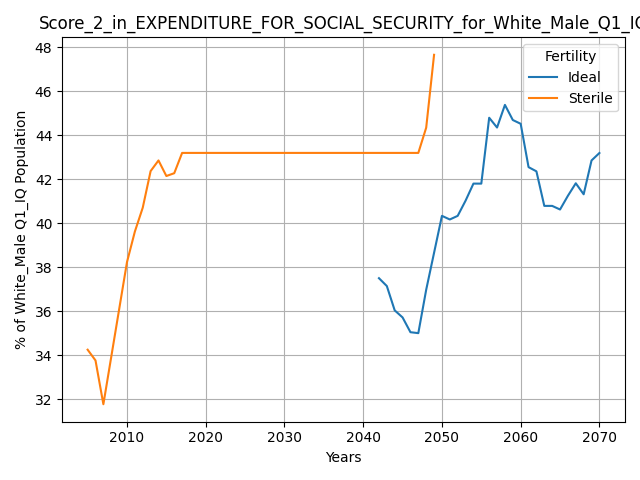 Score_2_in_EXPENDITURE_FOR_SOCIAL_SECURITY_for_White_Male_Q1_IQ
Fertility
Ideal
Sterile
% of White_Male Q1_IQ Population
48
46
44
42
40
38
36
34
32
2010 2020 2030 2040 2050 2060 2070
Years